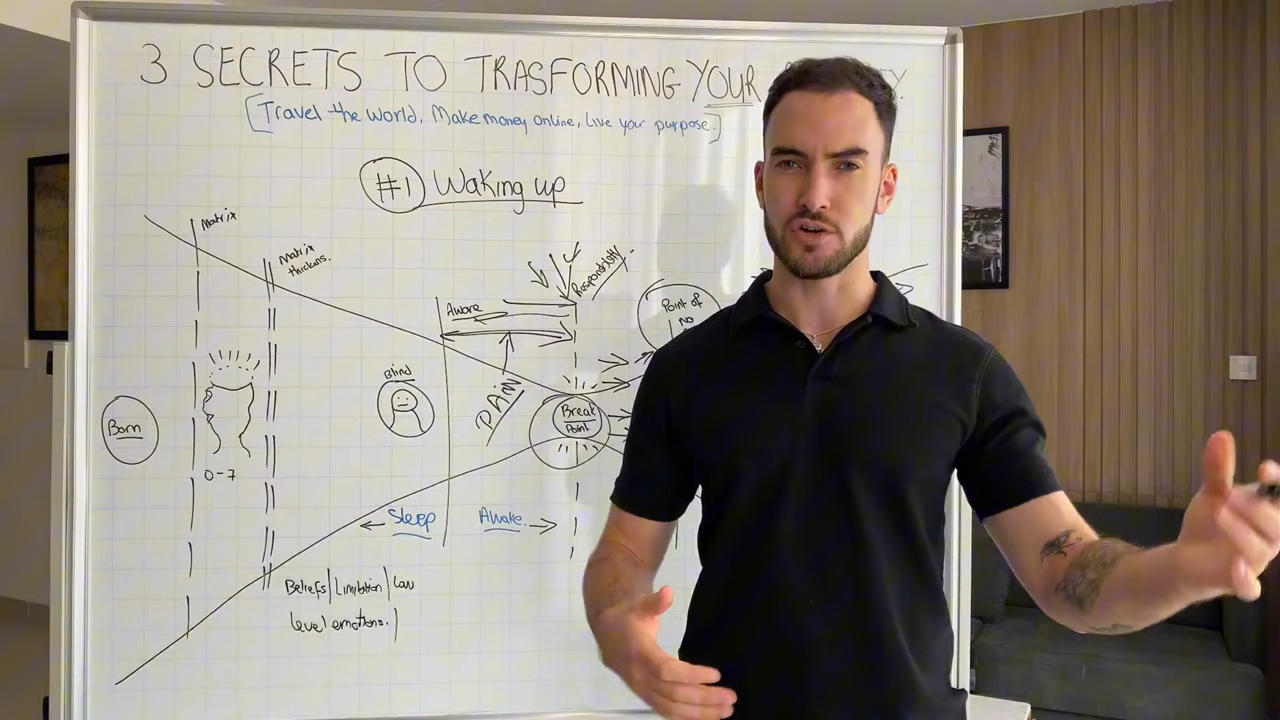 3 SECRETS TO TRASFORMING YOUR
[Travel the world, Make money online, Live your purpose.]
#1 Waking up
Matrix
Matrix
thickens.
Responsibility.
Aware
Point of
No
Blind
PAIN
Break
Point
Born
0-7
Sleep
Awake
Beliefs| Limitation | Low
level emotions. |